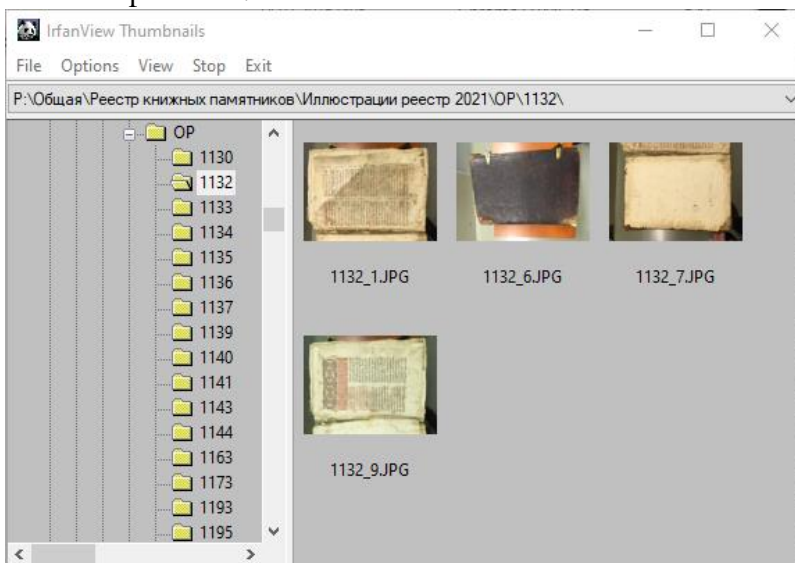 IrfanView Thumbnails
File Options View Stop Exit
P:\Общая\Реестр книжных памятников\Иллюстрации реестр 2021\ОР\1132\
ОР
1130
1132
1133
1134
1135
1136
1137
1139
1140
1141
1143
1144
1163
1173
1193
1195
1132_1.JPG 1132_6.JPG 1132_7.JPG
1132_9.JPG